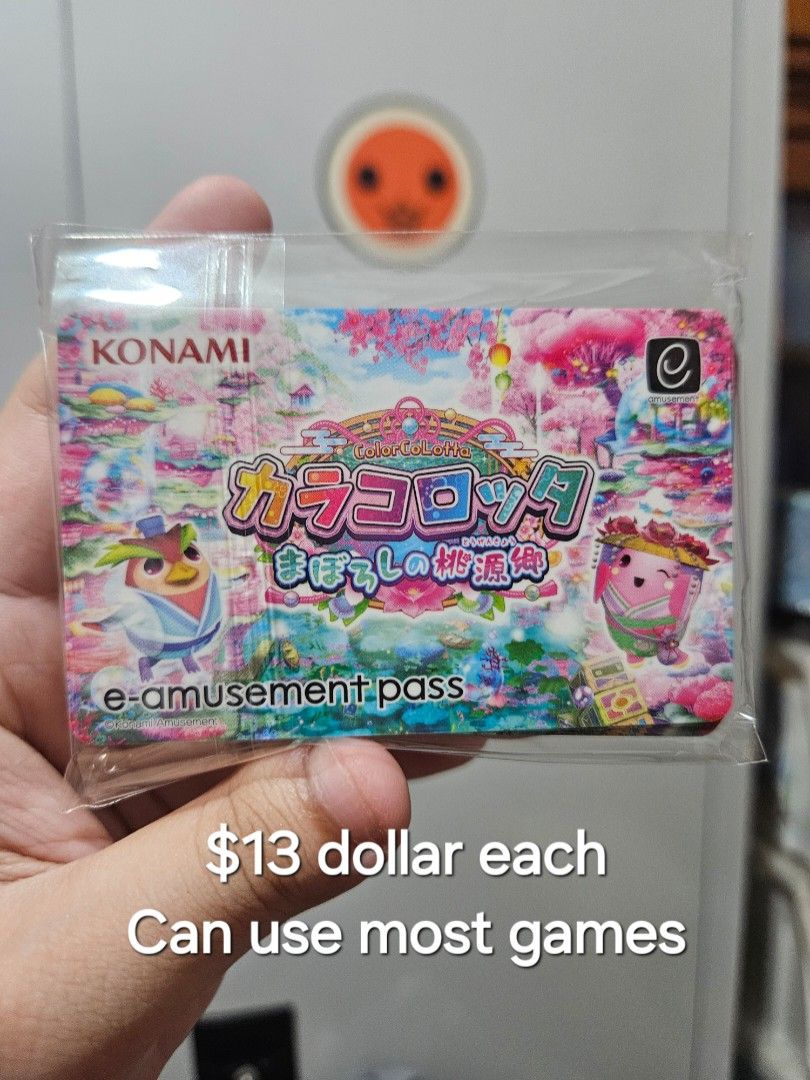 KONAMI
e
amusement
ColorCoLotta
カラコロッタ
とうげんきょう
まぼろしの桃源郷
e-amusement pass
©Konami Amusement
$13 dollar each
Can use most games